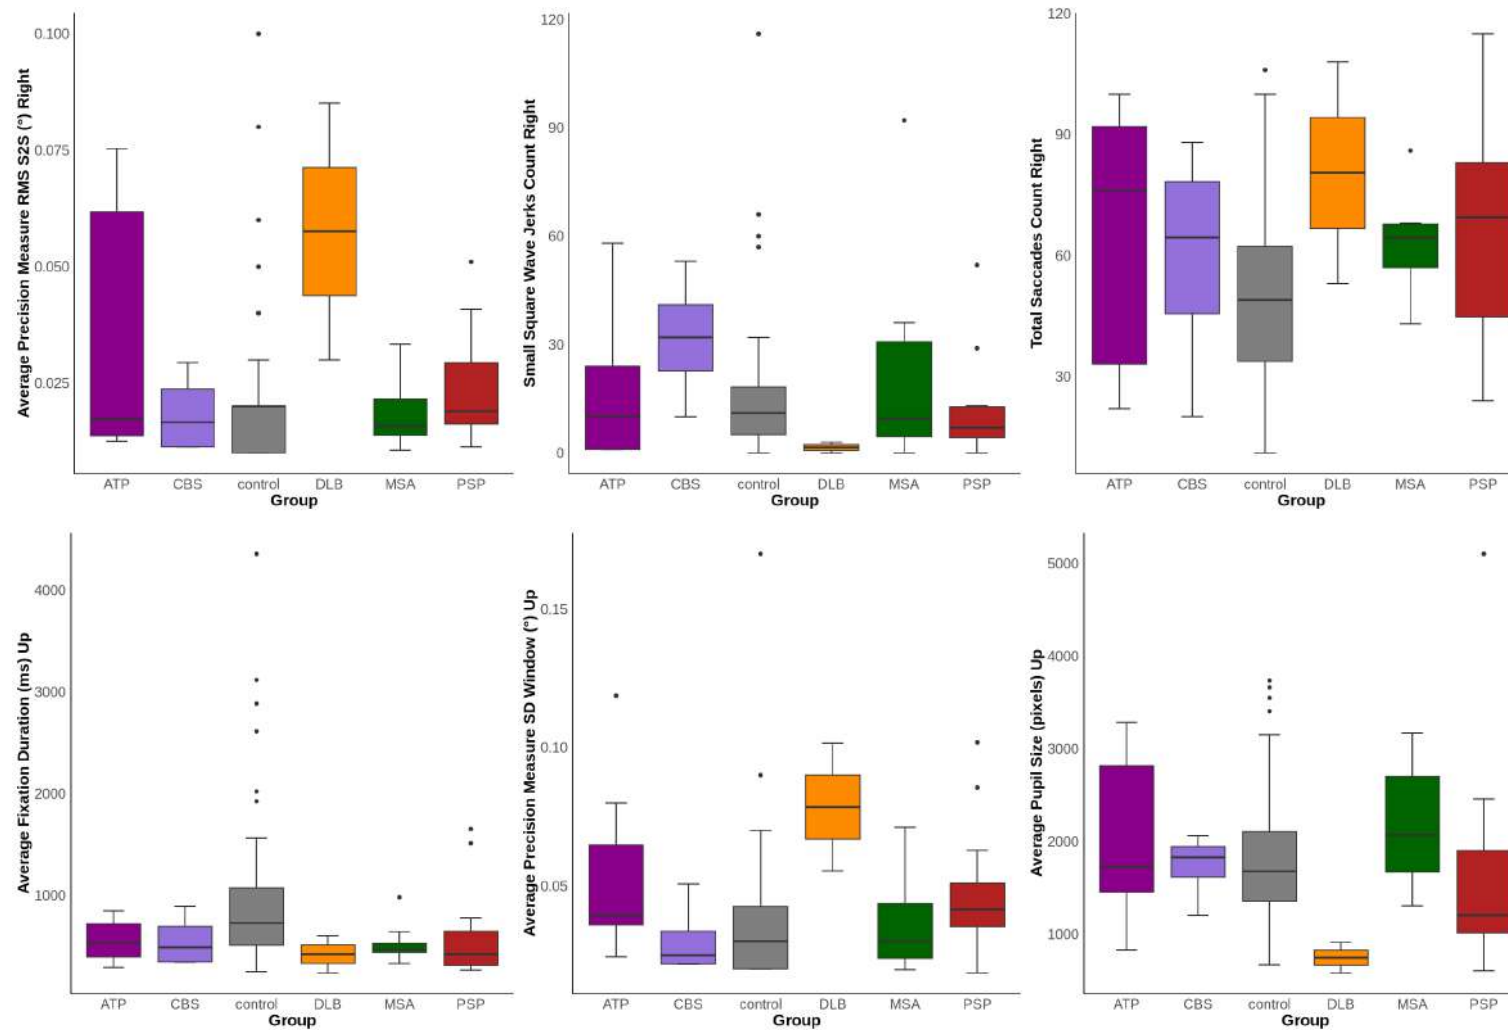 Average Precision Measure RMS S2S (°) Right
0.100
0.075
0.050
0.025
ATP CBS control DLB MSA PSP
Group
Small Square Wave Jerks Count Right
120
90
60
30
0
ATP CBS control DLB MSA PSP
Group
Total Saccades Count Right
120
90
60
30
ATP CBS control DLB MSA PSP
Group
Average Fixation Duration (ms) Up
4000
3000
2000
1000
ATP CBS control DLB MSA PSP
Group
Average Precision Measure SD Window (°) Up
0.15
0.10
0.05
ATP CBS control DLB MSA PSP
Group
Average Pupil Size (pixels) Up
5000
4000
3000
2000
1000
ATP CBS control DLB MSA PSP
Group